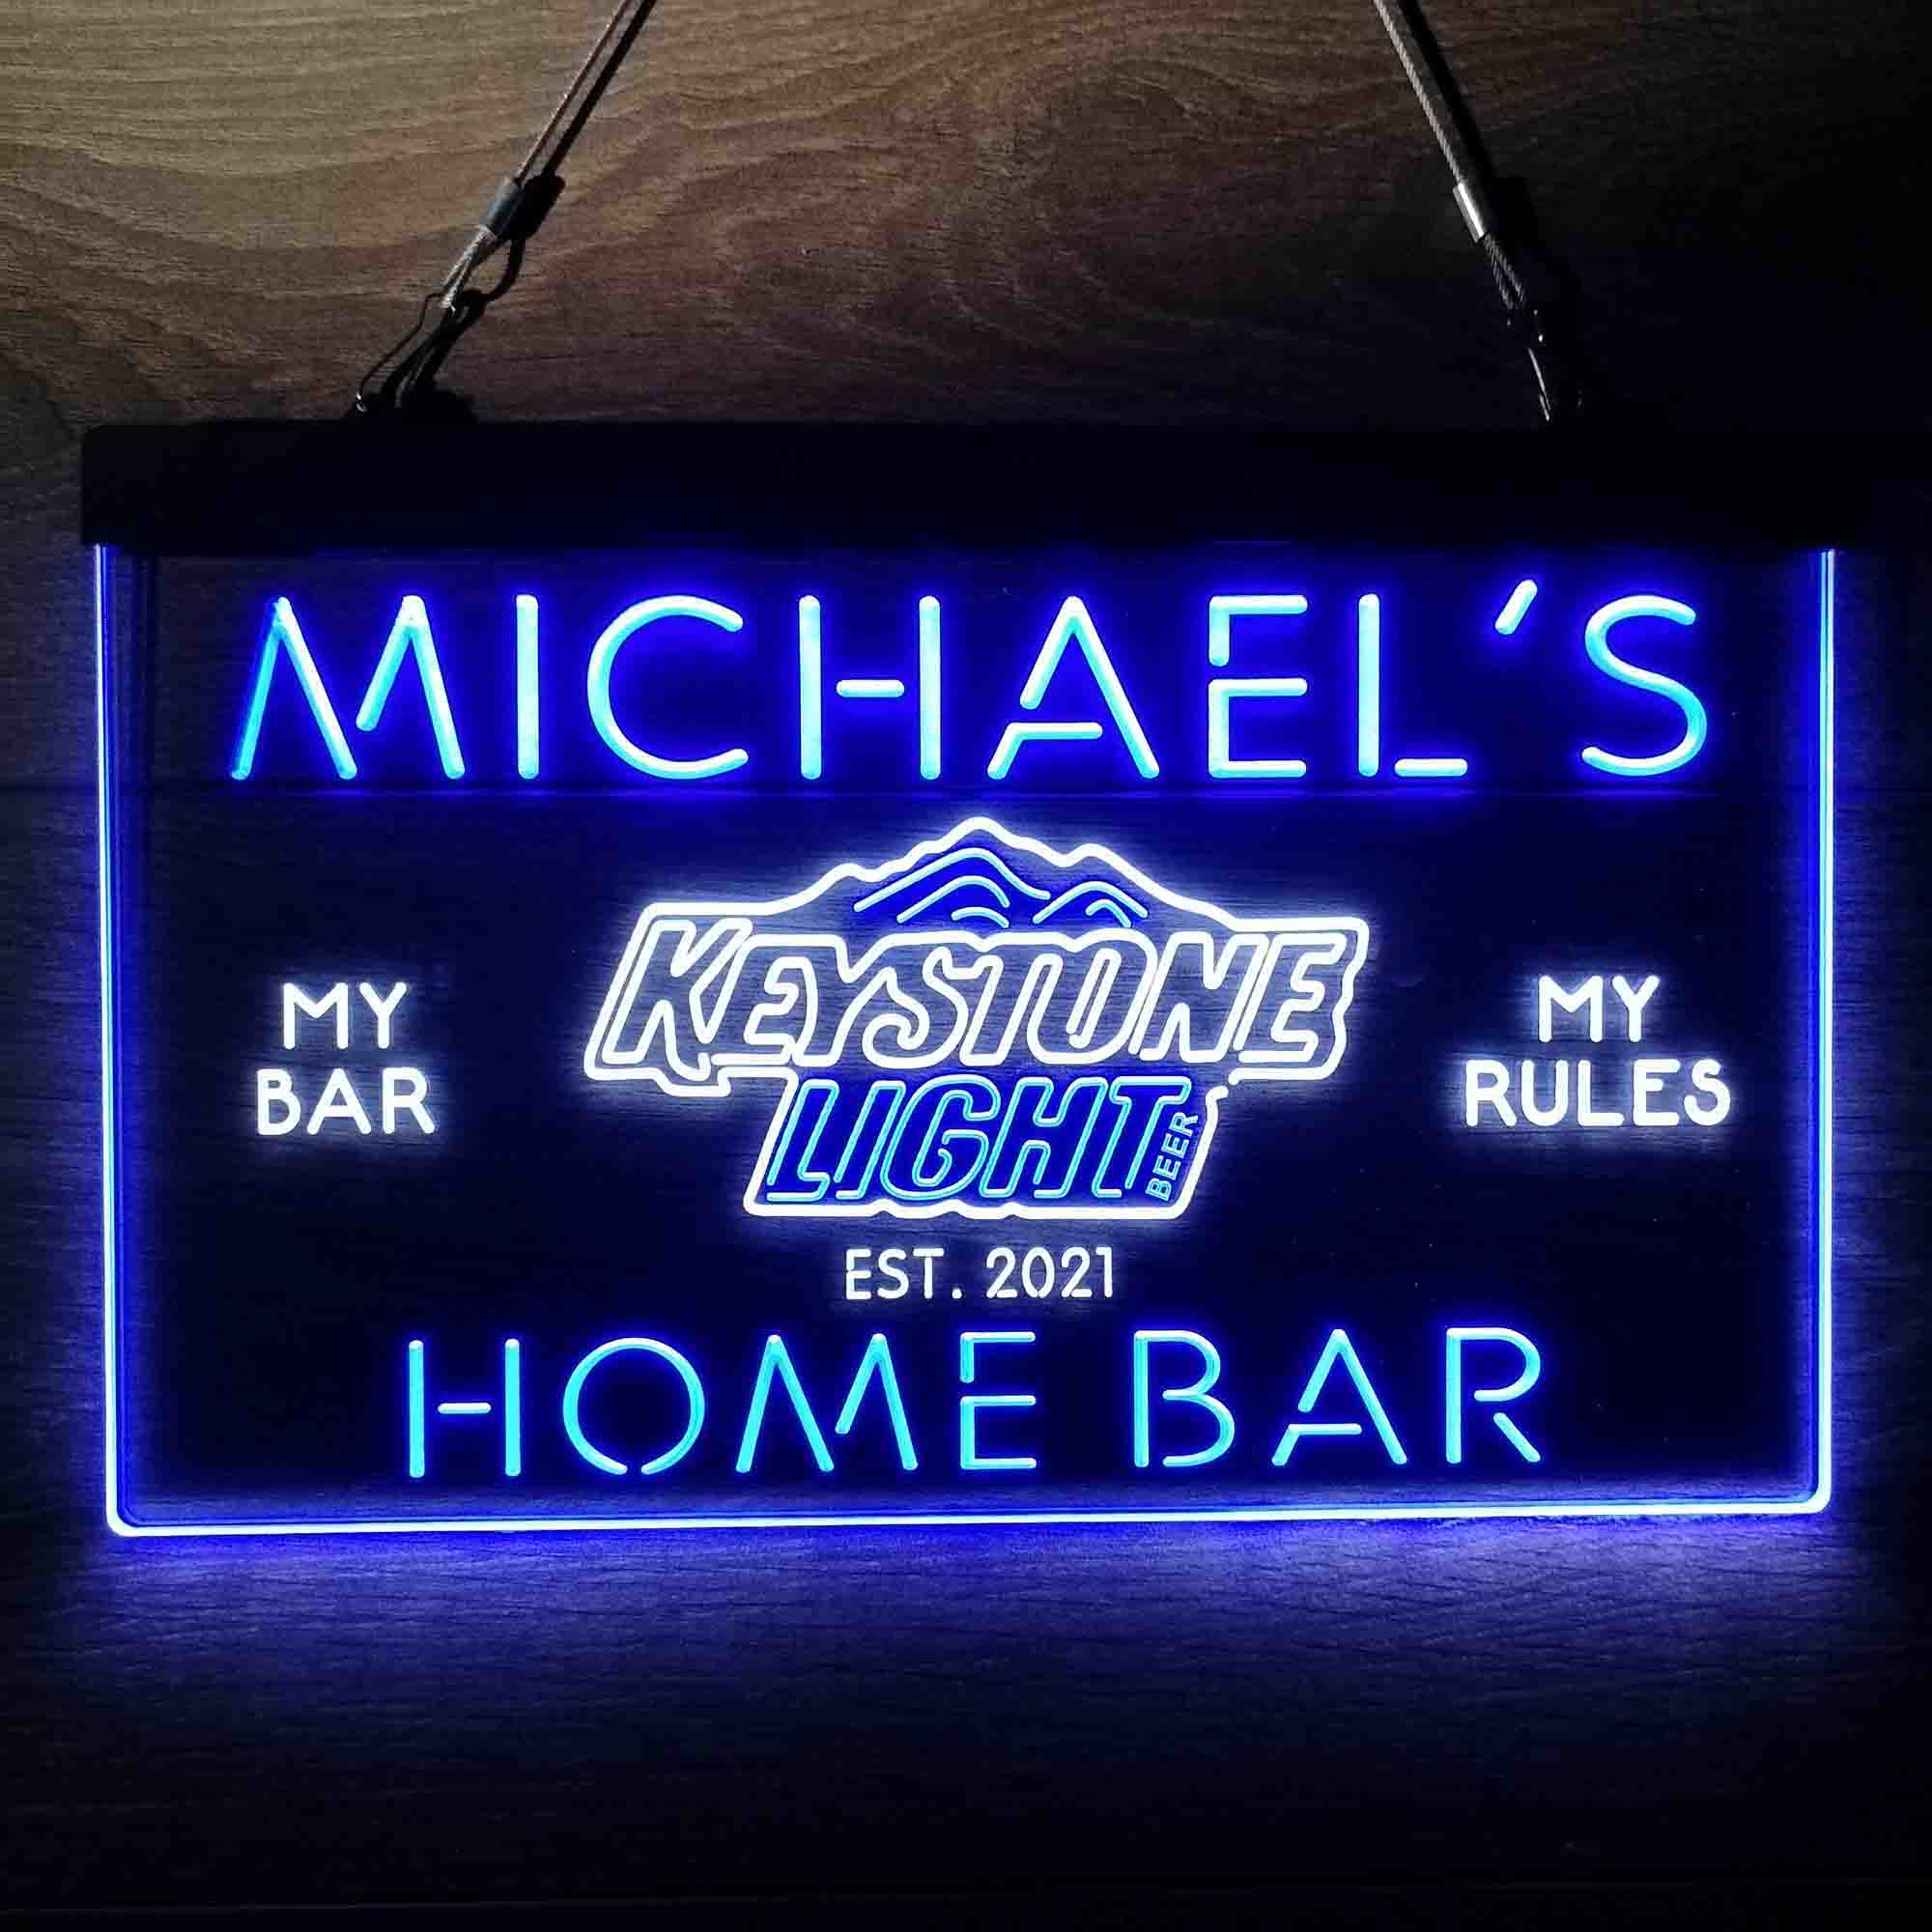 MICHAEL'S
MY
BAR
KEYSTONE
LIGHT
BEER
MY
RULES
EST. 2021
HOME BAR